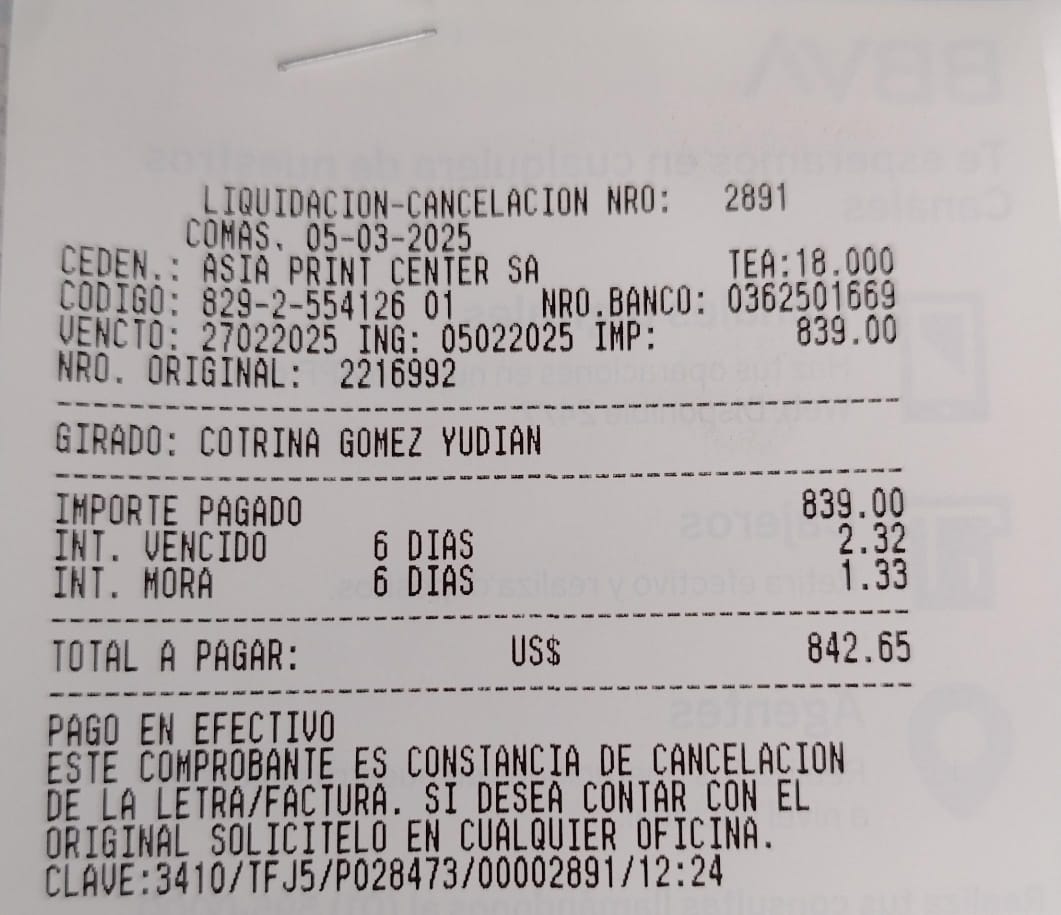 LIQUIDACION-CANCELACION NRO: 2891
COMAS. 05-03-2025
CEDEN.: ASIA PRINT CENTER SA TEA:18.000
CODIGO: 829-2-554126 01 NRO.BANCO: 0362501669
VENCTO: 27022025 ING: 05022025 IMP: 839.00
NRO. ORIGINAL: 2216992
GIRADO: COTRINA GOMEZ YUDIAN
IMPORTE PAGADO 839.00
INT. VENCIDO 6 DIAS 2.32
INT. MORA 6 DIAS 1.33
TOTAL A PAGAR: US$ 842.65
PAGO EN EFECTIVO
ESTE COMPROBANTE ES CONSTANCIA DE CANCELACION
DE LA LETRA/FACTURA. SI DESEA CONTAR CON EL
ORIGINAL SOLICITELO EN CUALQUIER OFICINA.
CLAVE:3410/TFJ5/P028473/00002891/12:24